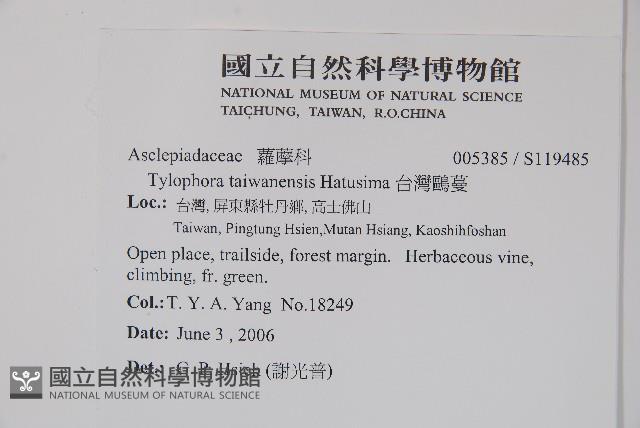 國立自然科學博物館
NATIONAL MUSEUM OF NATURAL SCIENCE
TAICHUNG, TAIWAN, R.O.CHINA
Asclepiadaceae 蘿藦科 005385 / S119485
Tylophora taiwanensis Hatusima 台灣鷗蔓
Loc.: 台灣, 屏東縣牡丹鄉, 高士佛山
Taiwan, Pingtung Hsien,Mutan Hsiang, Kaoshihfoshan
Open place, trailside, forest margin. Herbaceous vine,
climbing, fr. green.
Col.: T. Y. A. Yang No.18249
Date: June 3 , 2006
Det.: G. P. Hsieh (謝光普)
國立自然科學博物館
NATIONAL MUSEUM OF NATURAL SCIENCE